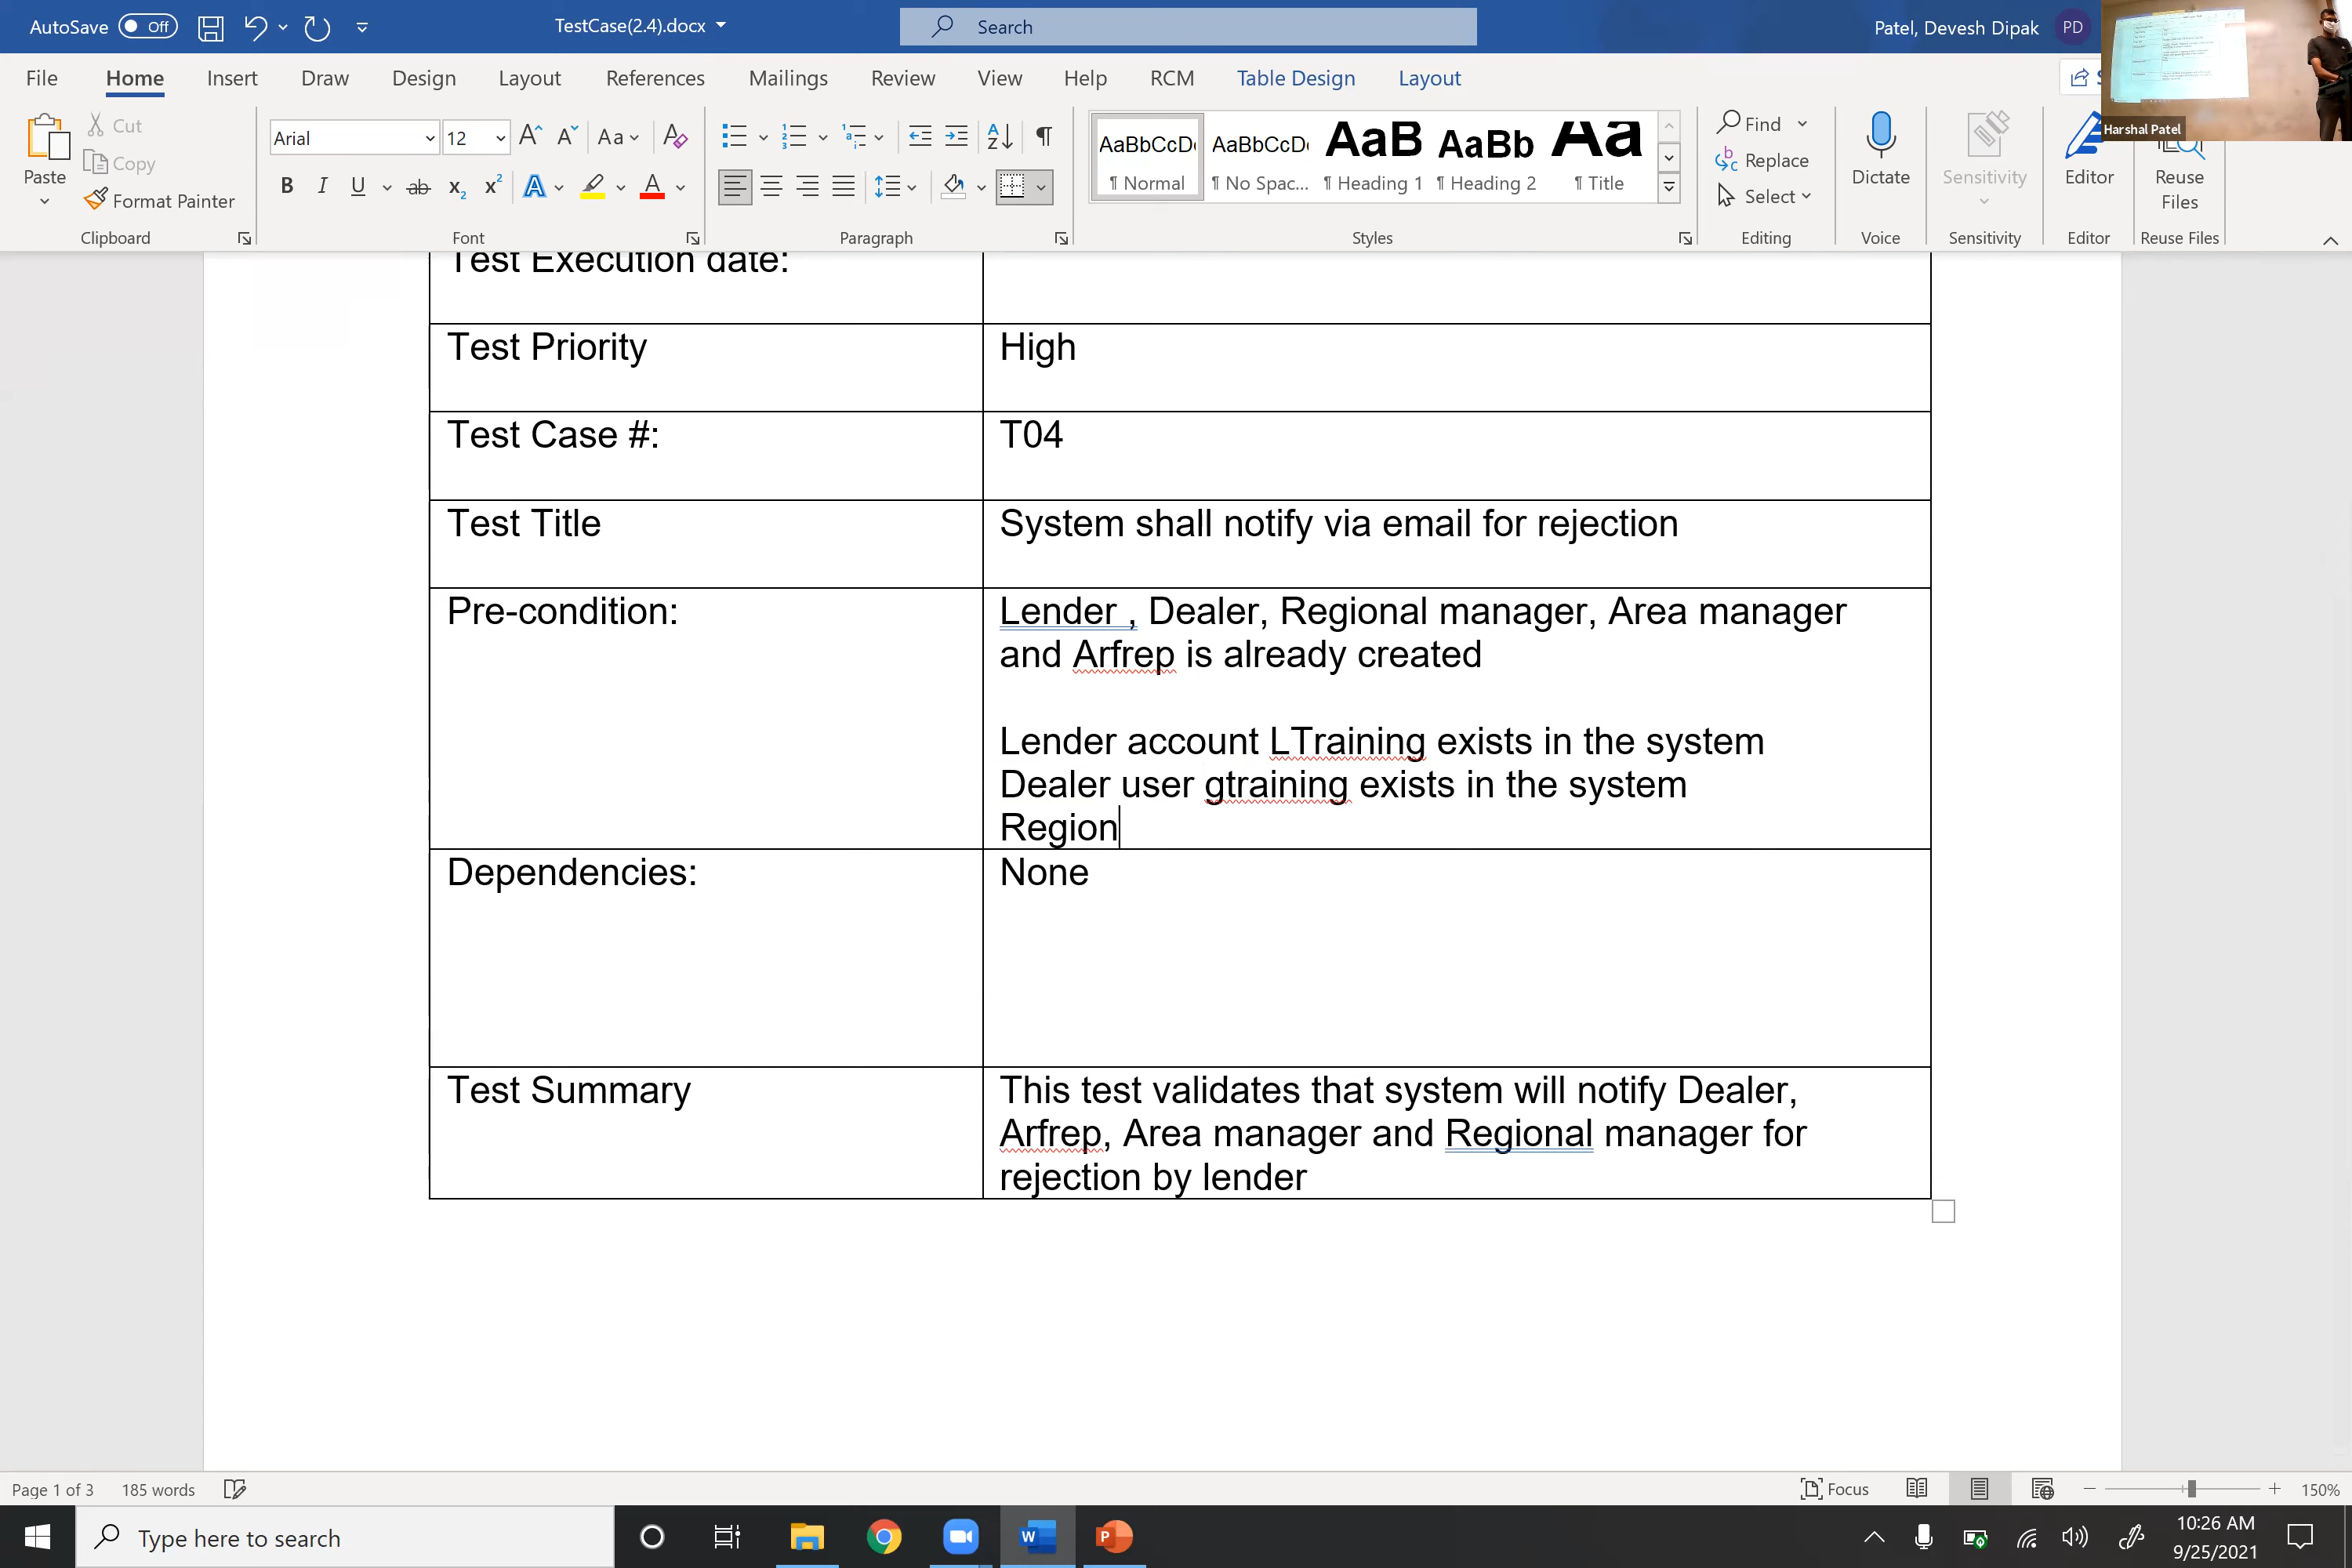 AutoSave Off TestCase(2.4).docx Search Patel, Devesh Dipak PD
File Home Insert Draw Design Layout References Mailings Review View Help RCM Table Design Layout
Harshal Patel
Paste Cut Copy Format Painter
Arial 12
AaBbCcD AaBbCcD AaB AaBb Aa
¶ Normal ¶ No Spac... ¶ Heading 1 ¶ Heading 2 ¶ Title
Find Replace Select
Dictate Sensitivity Editor Reuse Files
Clipboard Font Paragraph Styles Editing Voice Sensitivity Editor Reuse Files
Test Execution date:
Test Priority High
Test Case #: T04
Test Title System shall notify via email for rejection
Pre-condition: Lender , Dealer, Regional manager, Area manager
and Arfrep is already created
Lender account LTraining exists in the system
Dealer user gtraining exists in the system
Region
Dependencies: None
Test Summary This test validates that system will notify Dealer,
Arfrep, Area manager and Regional manager for
rejection by lender
Page 1 of 3 185 words Focus 150%
Type here to search
10:26 AM
9/25/2021